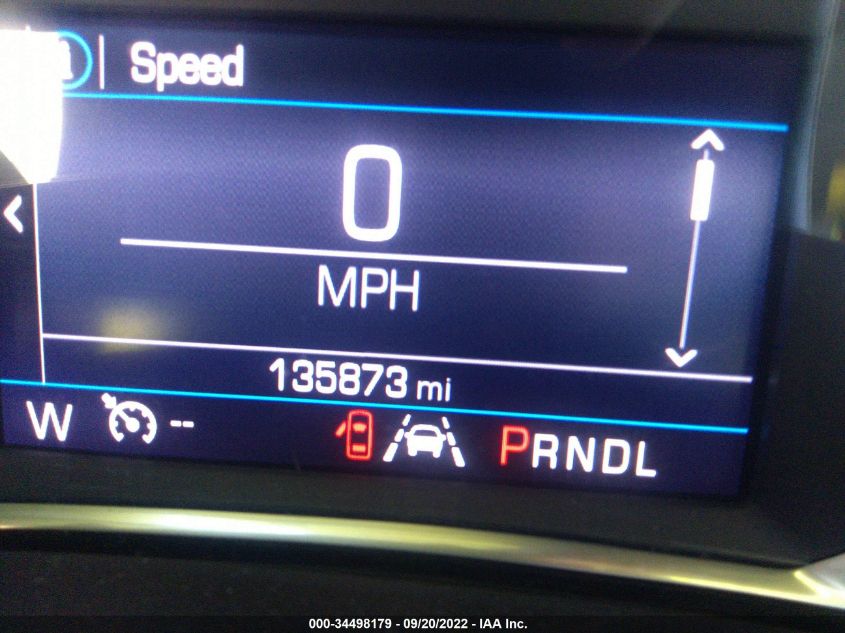 Speed
0
MPH
135873 mi
W -- PRNDL
000-34498179 - 09/20/2022 - IAA Inc.